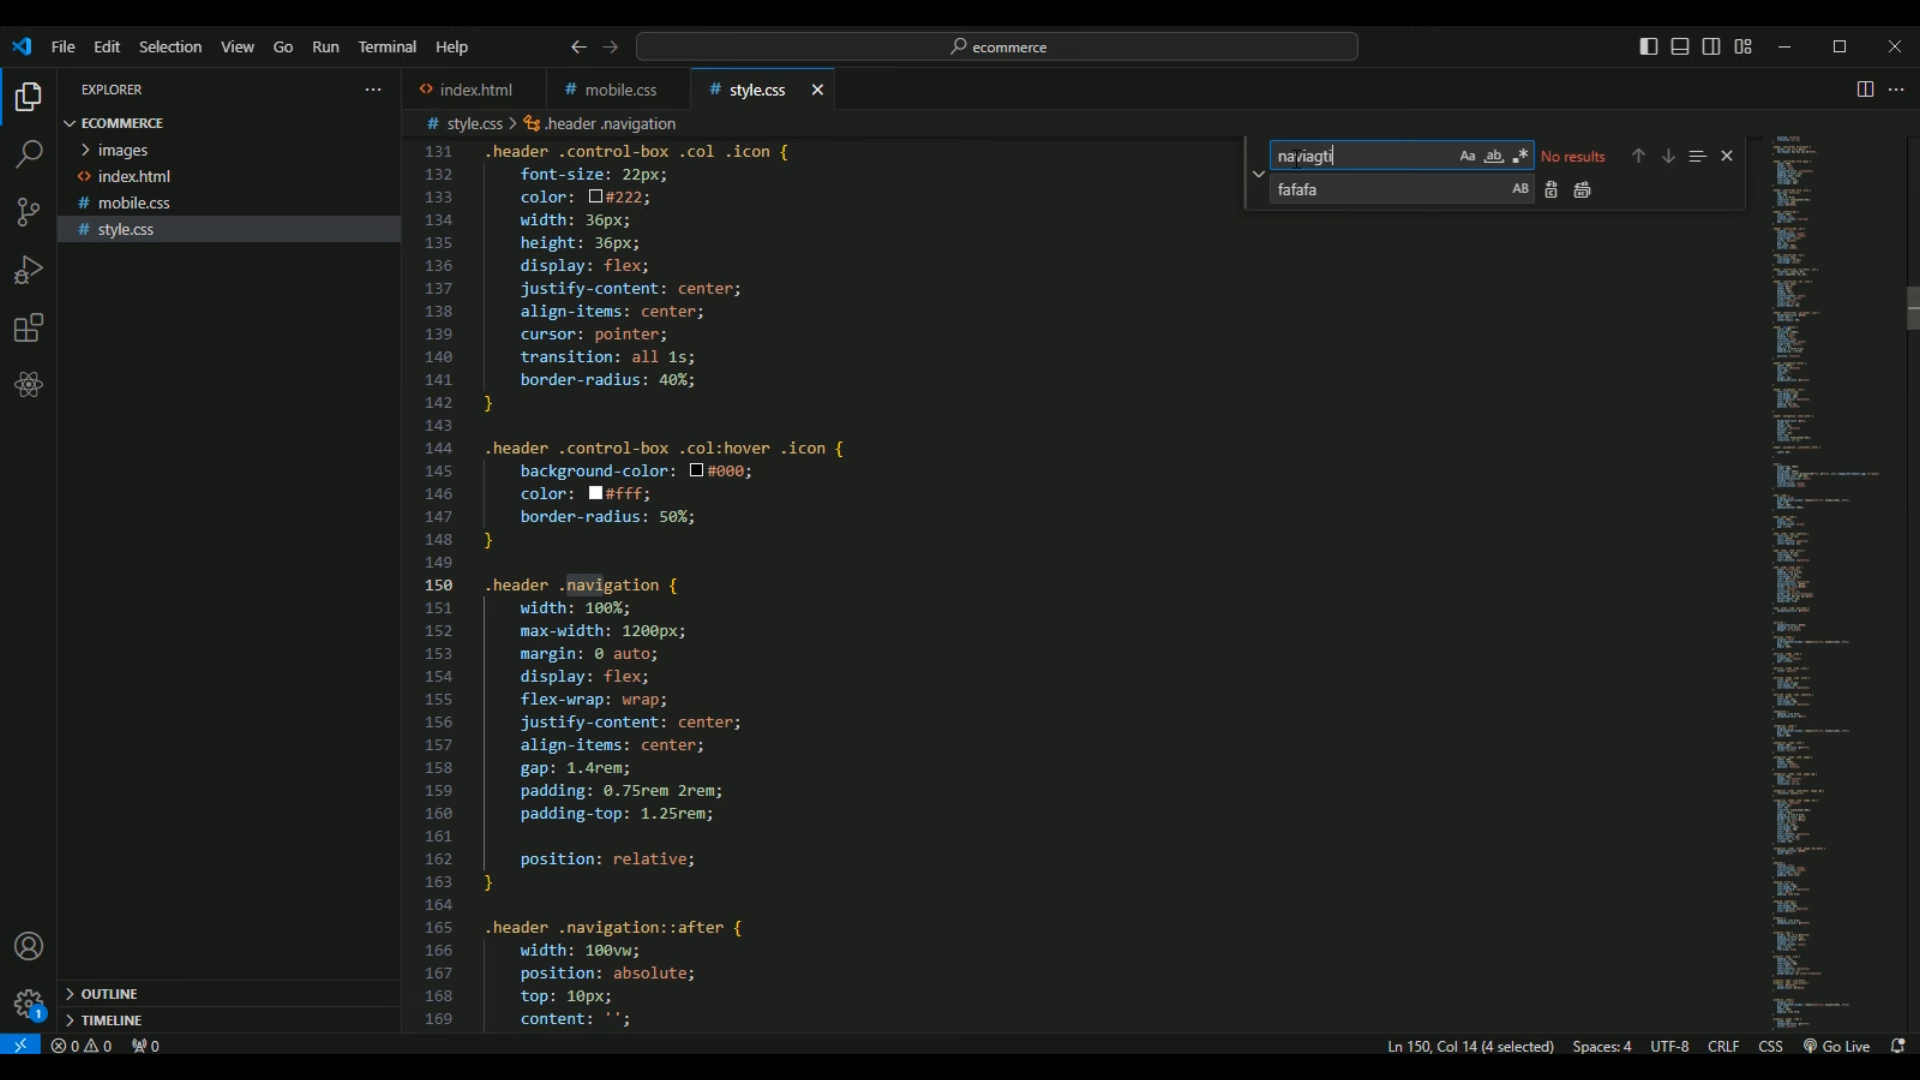 File Edit Selection View Go Run Terminal Help
ecommerce
EXPLORER
ECOMMERCE
images
index.html
mobile.css
style.css
OUTLINE
TIMELINE
index.html
mobile.css
style.css
style.css > .header .navigation
naviagti
Aa ab .*
No results
fafafa
AB
131 .header .control-box .col .icon {
132 font-size: 22px;
133 color: #222;
134 width: 36px;
135 height: 36px;
136 display: flex;
137 justify-content: center;
138 align-items: center;
139 cursor: pointer;
140 transition: all 1s;
141 border-radius: 40%;
142 }
143
144 .header .control-box .col:hover .icon {
145 background-color: #000;
146 color: #fff;
147 border-radius: 50%;
148 }
149
150 .header .navigation {
151 width: 100%;
152 max-width: 1200px;
153 margin: 0 auto;
154 display: flex;
155 flex-wrap: wrap;
156 justify-content: center;
157 align-items: center;
158 gap: 1.4rem;
159 padding: 0.75rem 2rem;
160 padding-top: 1.25rem;
161
162 position: relative;
163 }
164
165 .header .navigation::after {
166 width: 100vw;
167 position: absolute;
168 top: 10px;
169 content: '';
1
0 0 0
Ln 150, Col 14 (4 selected) Spaces: 4 UTF-8 CRLF CSS Go Live